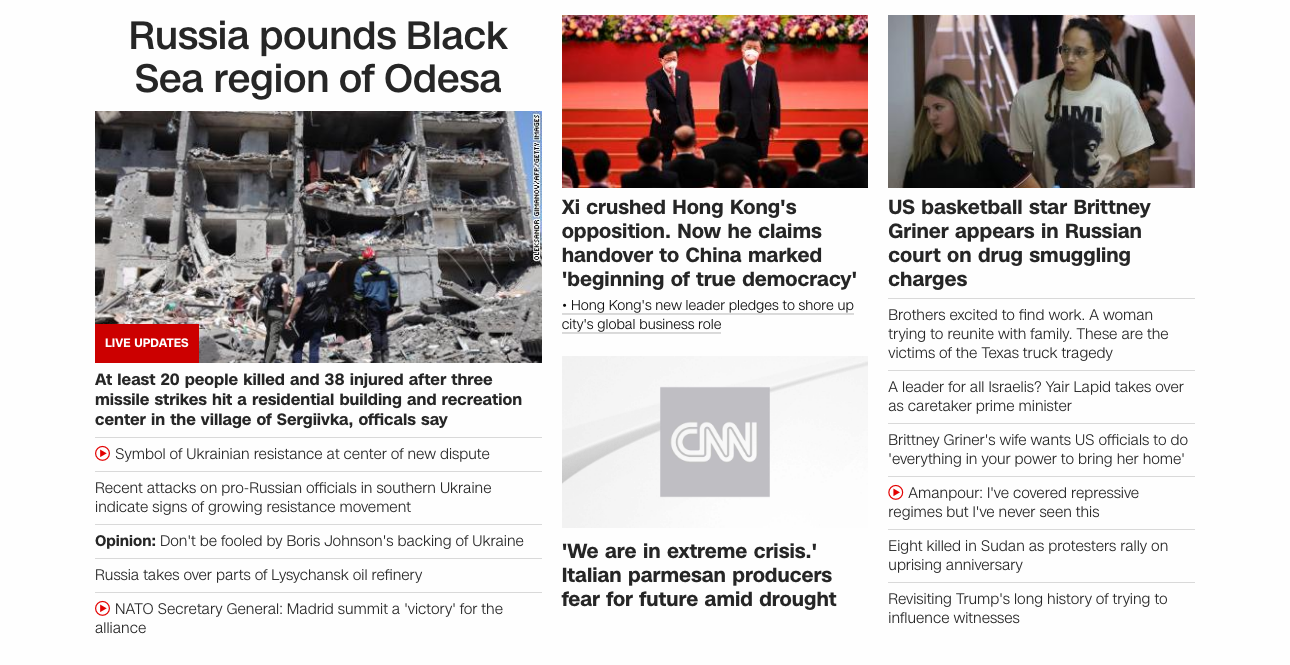 Russia pounds Black
Sea region of Odesa
OLEKSANDR GIMANOV/AFP/GETTY IMAGES
LIVE UPDATES
At least 20 people killed and 38 injured after three
missile strikes hit a residential building and recreation
center in the village of Sergiivka, officals say
Symbol of Ukrainian resistance at center of new dispute
Recent attacks on pro-Russian officials in southern Ukraine
indicate signs of growing resistance movement
Opinion: Don't be fooled by Boris Johnson's backing of Ukraine
Russia takes over parts of Lysychansk oil refinery
NATO Secretary General: Madrid summit a 'victory' for the
alliance
Xi crushed Hong Kong's
opposition. Now he claims
handover to China marked
'beginning of true democracy'
• Hong Kong's new leader pledges to shore up
city's global business role
CNN
'We are in extreme crisis.'
Italian parmesan producers
fear for future amid drought
JIMI
US basketball star Brittney
Griner appears in Russian
court on drug smuggling
charges
Brothers excited to find work. A woman
trying to reunite with family. These are the
victims of the Texas truck tragedy
A leader for all Israelis? Yair Lapid takes over
as caretaker prime minister
Brittney Griner's wife wants US officials to do
'everything in your power to bring her home'
Amanpour: I've covered repressive
regimes but I've never seen this
Eight killed in Sudan as protesters rally on
uprising anniversary
Revisiting Trump's long history of trying to
influence witnesses